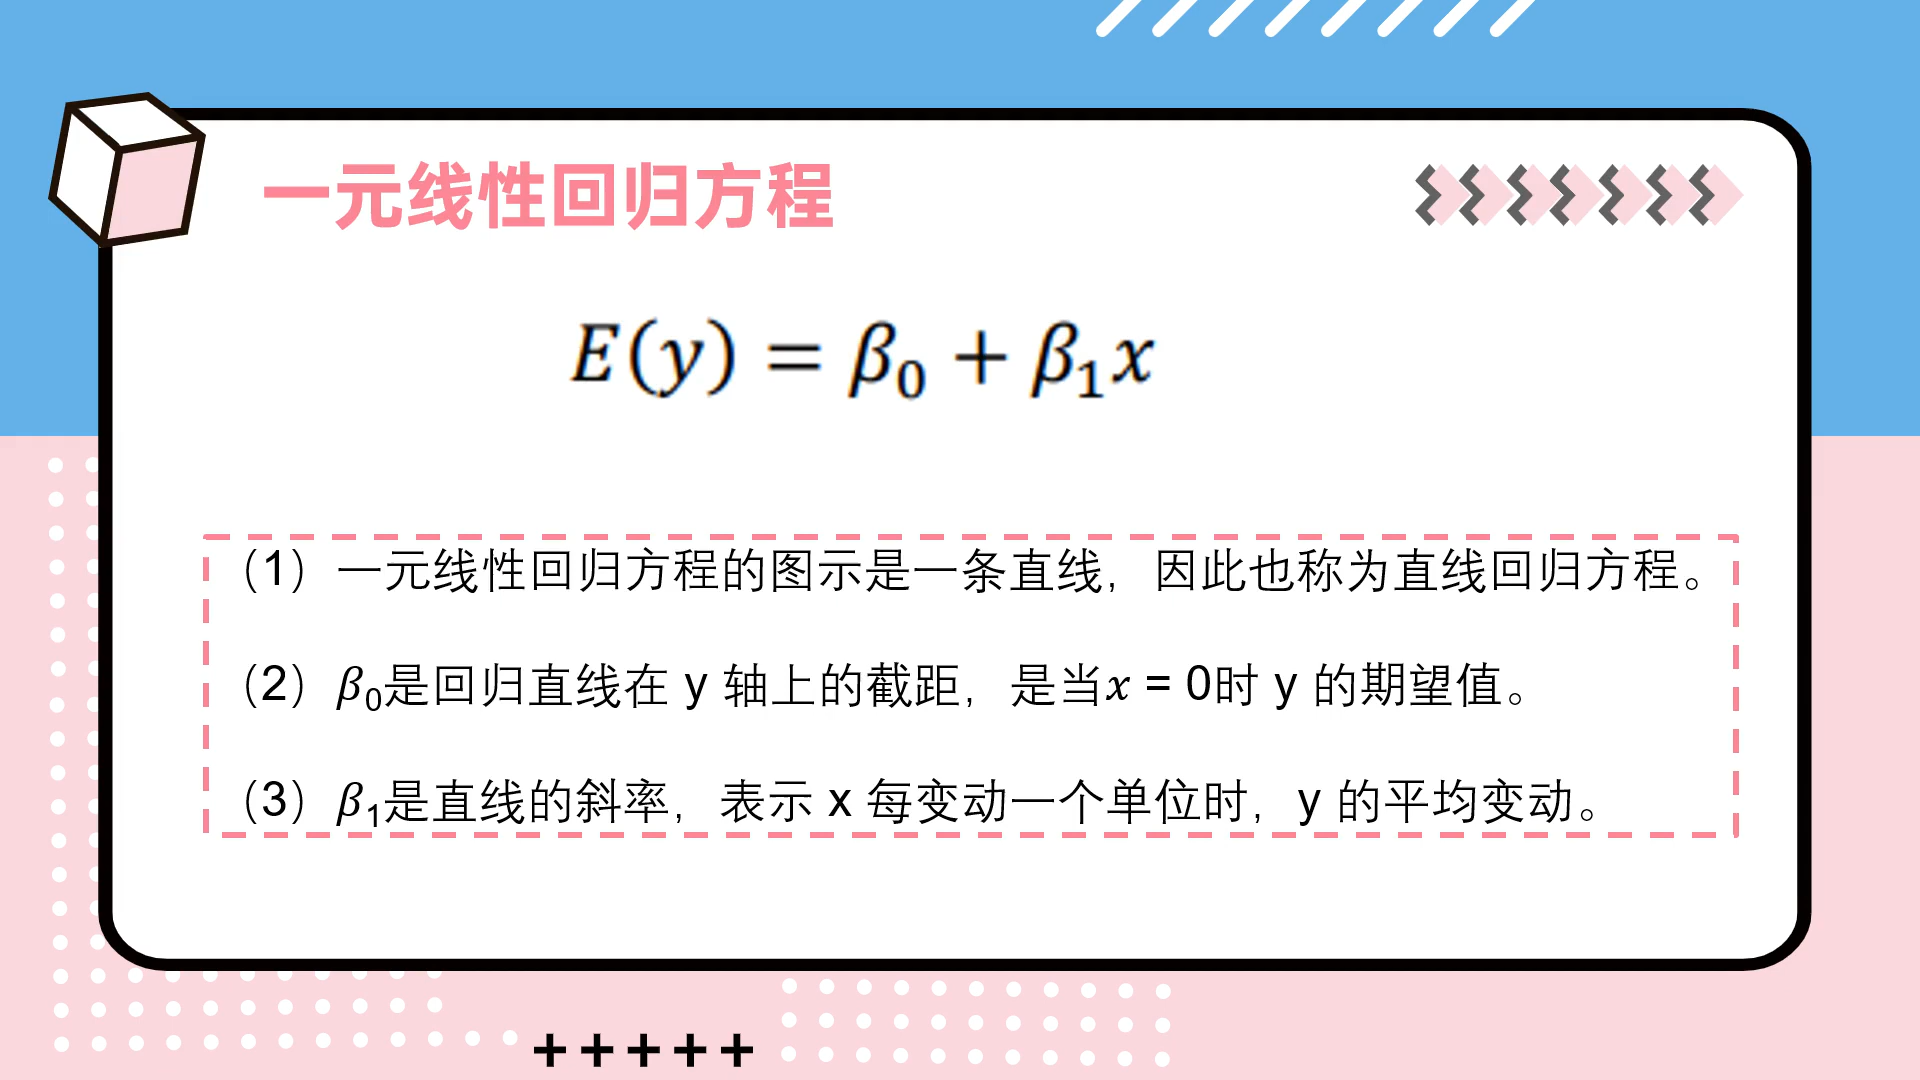 一元线性回归方程
E(y) = β₀ + β₁x
（1）一元线性回归方程的图示是一条直线，因此也称为直线回归方程。
（2）β₀是回归直线在 y 轴上的截距，是当x = 0时 y 的期望值。
（3）β₁是直线的斜率，表示 x 每变动一个单位时，y 的平均变动。